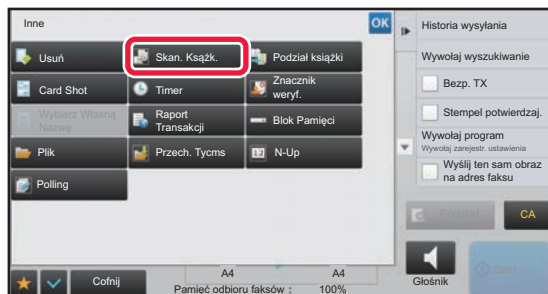 Inne
OK
Usuń
Skan. Ksążk.
Podział książki
Card Shot
Timer
Znacznik
weryf.
Wybierz Własną
Nazwę
Raport
Transakcji
Blok Pamięci
Plik
Przech. Tycms
N-Up
Polling
Cofnij
A4
A4
Pamięć odbioru faksów :
100%
Historia wysyłania
Wywołaj wyszukiwanie
Bezp. TX
Stempel potwierdzaj.
Wywołaj program
Wywołaj zarejestr. ustawienia
Wyślij ten sam obraz
na adres faksu
Podgląd
CA
Głośnik
Start